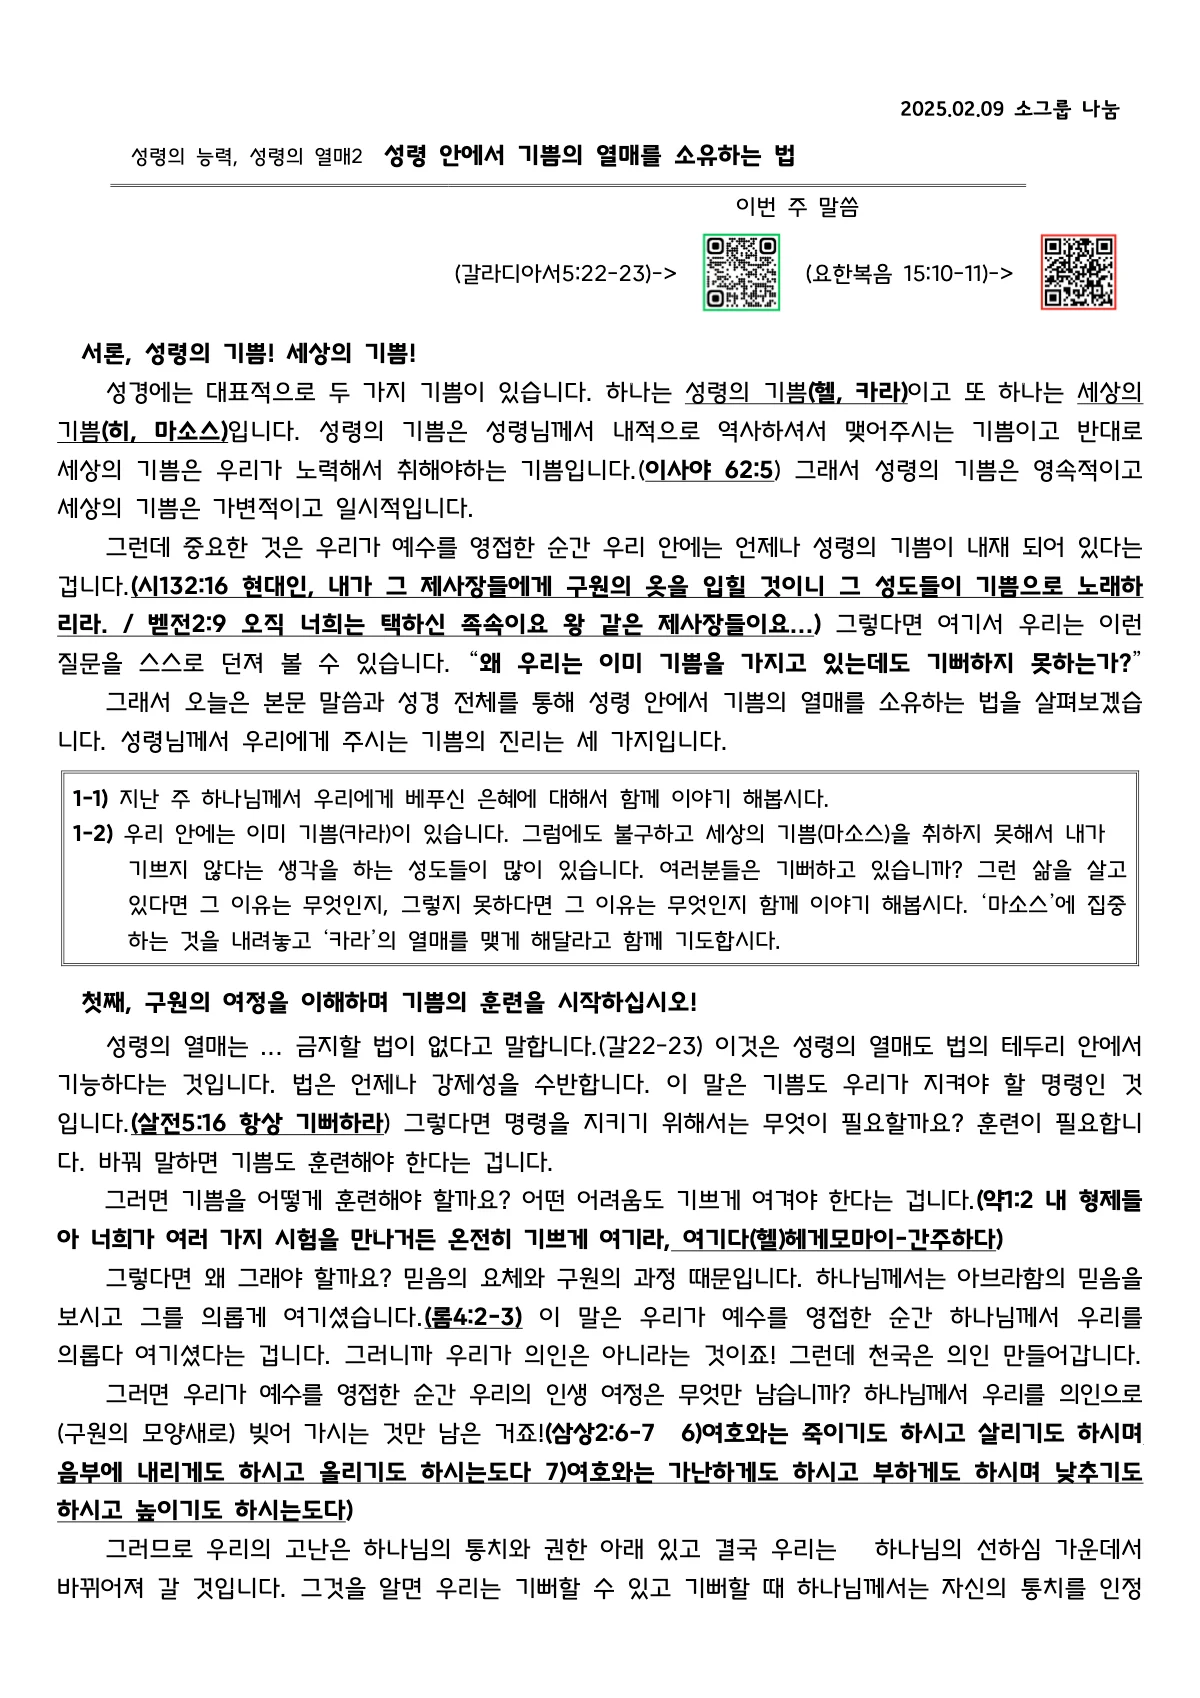 2025.02.09 소그룹 나눔
성령의 능력, 성령의 열매2 성령 안에서 기쁨의 열매를 소유하는 법
이번 주 말씀
(갈라디아서5:22-23)-> (요한복음 15:10-11)->
서론, 성령의 기쁨! 세상의 기쁨!
성경에는 대표적으로 두 가지 기쁨이 있습니다. 하나는 성령의 기쁨(헬, 카라)이고 또 하나는 세상의
기쁨(히, 마소스)입니다. 성령의 기쁨은 성령님께서 내적으로 역사하셔서 맺어주시는 기쁨이고 반대로
세상의 기쁨은 우리가 노력해서 취해야하는 기쁨입니다.(이사야 62:5) 그래서 성령의 기쁨은 영속적이고
세상의 기쁨은 가변적이고 일시적입니다.
그런데 중요한 것은 우리가 예수를 영접한 순간 우리 안에는 언제나 성령의 기쁨이 내재 되어 있다는
겁니다.(시132:16 현대인, 내가 그 제사장들에게 구원의 옷을 입힐 것이니 그 성도들이 기쁨으로 노래하
리라. / 벧전2:9 오직 너희는 택하신 족속이요 왕 같은 제사장들이요...) 그렇다면 여기서 우리는 이런
질문을 스스로 던져 볼 수 있습니다. “왜 우리는 이미 기쁨을 가지고 있는데도 기뻐하지 못하는가?”
그래서 오늘은 본문 말씀과 성경 전체를 통해 성령 안에서 기쁨의 열매를 소유하는 법을 살펴보겠습
니다. 성령님께서 우리에게 주시는 기쁨의 진리는 세 가지입니다.
1-1) 지난 주 하나님께서 우리에게 베푸신 은혜에 대해서 함께 이야기 해봅시다.
1-2) 우리 안에는 이미 기쁨(카라)이 있습니다. 그럼에도 불구하고 세상의 기쁨(마소스)을 취하지 못해서 내가
기쁘지 않다는 생각을 하는 성도들이 많이 있습니다. 여러분들은 기뻐하고 있습니까? 그런 삶을 살고
있다면 그 이유는 무엇인지, 그렇지 못하다면 그 이유는 무엇인지 함께 이야기 해봅시다. ‘마소스’에 집중
하는 것을 내려놓고 ‘카라’의 열매를 맺게 해달라고 함께 기도합시다.
첫째, 구원의 여정을 이해하며 기쁨의 훈련을 시작하십시오!
성령의 열매는 ... 금지할 법이 없다고 말합니다.(갈22-23) 이것은 성령의 열매도 법의 테두리 안에서
기능하다는 것입니다. 법은 언제나 강제성을 수반합니다. 이 말은 기쁨도 우리가 지켜야 할 명령인 것
입니다.(살전5:16 항상 기뻐하라) 그렇다면 명령을 지키기 위해서는 무엇이 필요할까요? 훈련이 필요합니
다. 바꿔 말하면 기쁨도 훈련해야 한다는 겁니다.
그러면 기쁨을 어떻게 훈련해야 할까요? 어떤 어려움도 기쁘게 여겨야 한다는 겁니다.(약1:2 내 형제들
아 너희가 여러 가지 시험을 만나거든 온전히 기쁘게 여기라, 여기다(헬)헤게모마이-간주하다)
그렇다면 왜 그래야 할까요? 믿음의 요체와 구원의 과정 때문입니다. 하나님께서는 아브라함의 믿음을
보시고 그를 의롭게 여기셨습니다.(롬4:2-3) 이 말은 우리가 예수를 영접한 순간 하나님께서 우리를
의롭다 여기셨다는 겁니다. 그러니까 우리가 의인은 아니라는 것이죠! 그런데 천국은 의인 만들어갑니다.
그러면 우리가 예수를 영접한 순간 우리의 인생 여정은 무엇만 남습니까? 하나님께서 우리를 의인으로
(구원의 모양새로) 빚어 가시는 것만 남은 거죠!(삼상2:6-7 6)여호와는 죽이기도 하시고 살리기도 하시며
음부에 내리게도 하시고 올리기도 하시는도다 7)여호와는 가난하게도 하시고 부하게도 하시며 낮추기도
하시고 높이기도 하시는도다)
그러므로 우리의 고난은 하나님의 통치와 권한 아래 있고 결국 우리는 하나님의 선하심 가운데서
바뀌어져 갈 것입니다. 그것을 알면 우리는 기뻐할 수 있고 기뻐할 때 하나님께서는 자신의 통치를 인정